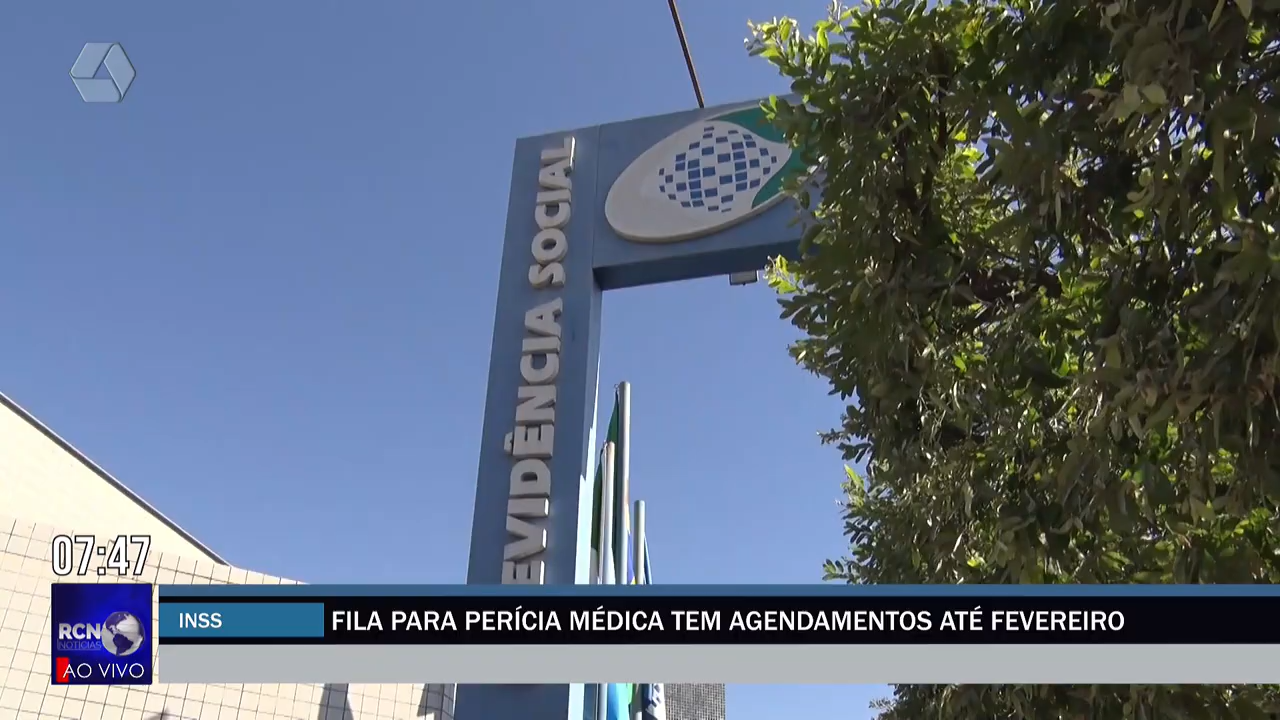 EVIDÊNCIA SOCIAL
07:47
RCN
NOTÍCIAS
AO VIVO
INSS
FILA PARA PERÍCIA MÉDICA TEM AGENDAMENTOS ATÉ FEVEREIRO